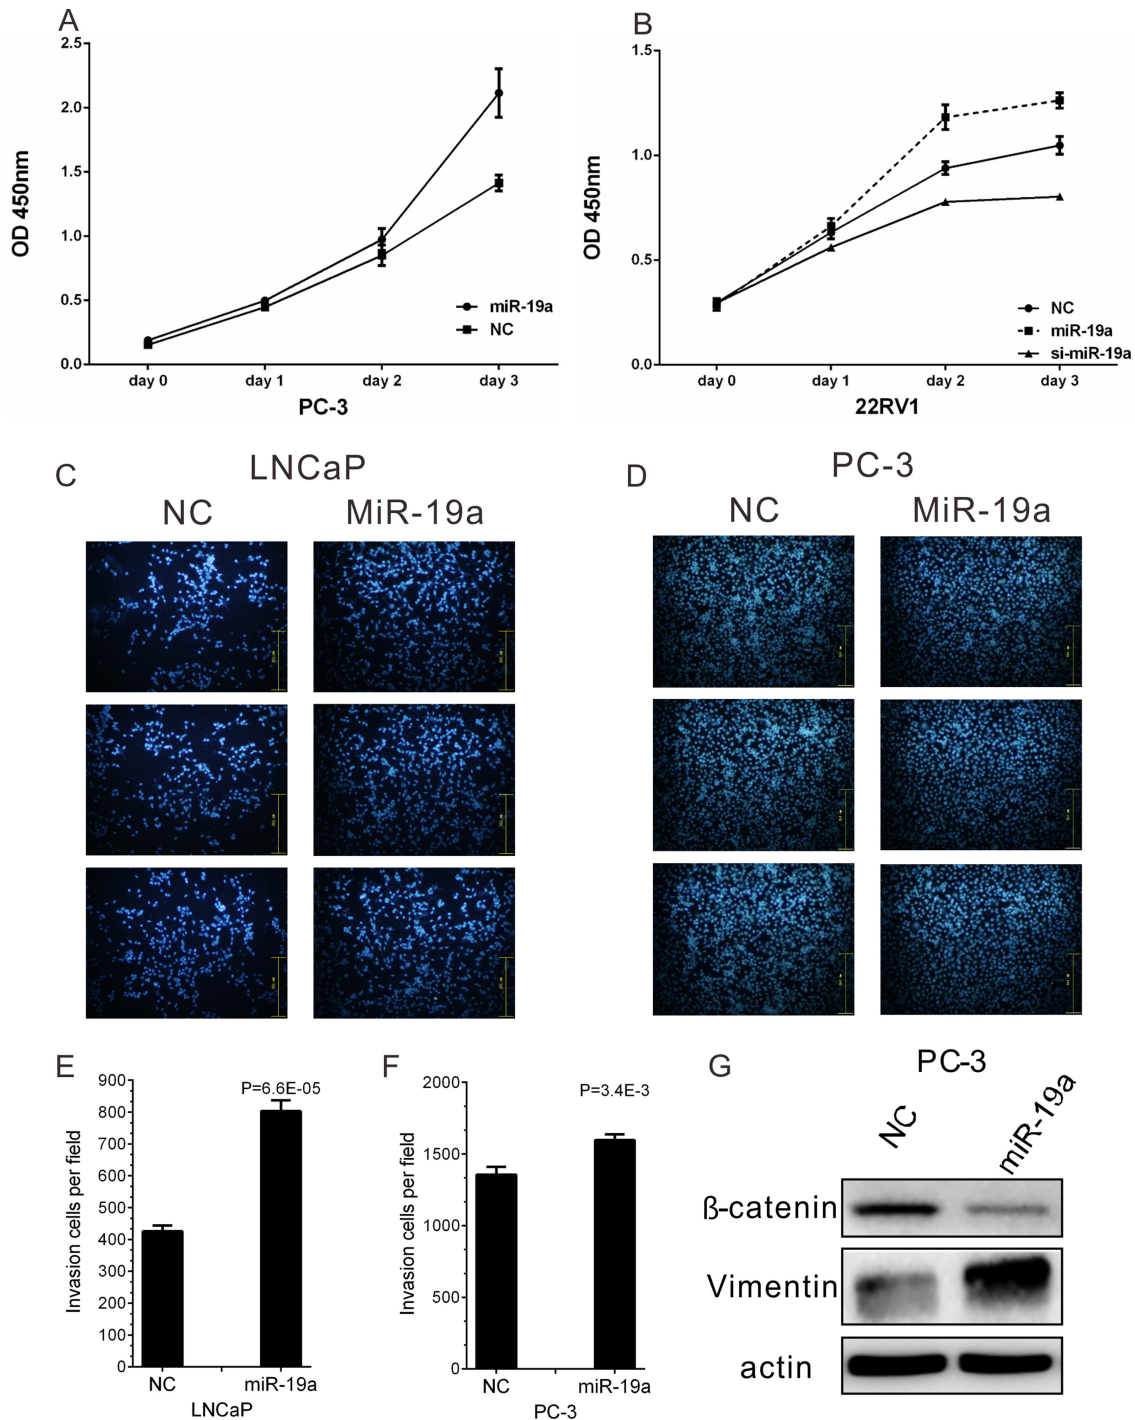 A
2.5
2.0
1.5
1.0
0.5
0.0
OD 450nm
miR-19a
NC
day 0 day 1 day 2 day 3
PC-3
B
1.5
1.0
0.5
0.0
OD 450nm
NC
miR-19a
si-miR-19a
day 0 day 1 day 2 day 3
22RV1
C
LNCaP
NC MiR-19a
D
PC-3
NC MiR-19a
E
900
800
700
600
500
400
300
200
100
0
Invasion cells per field
P=6.6E-05
NC miR-19a
LNCaP
F
2000
1500
1000
500
0
Invasion cells per field
P=3.4E-3
NC miR-19a
PC-3
G
PC-3
NC miR-19a
ß-catenin
Vimentin
actin